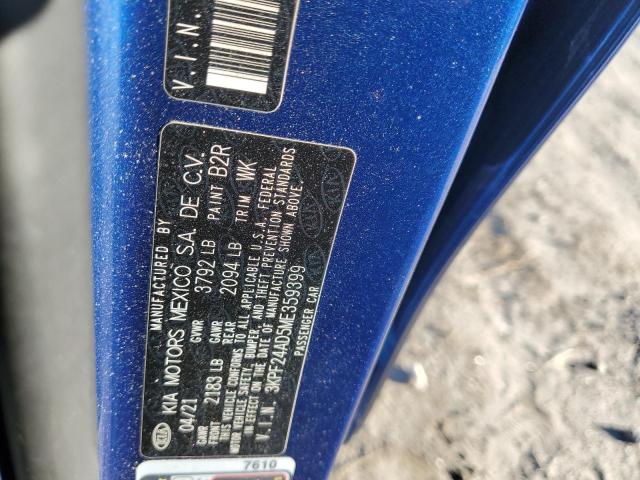 V.I.N.
MANUFACTURED BY
KIA MOTORS MEXICO S.A. DE C.V.
04/21 GVWR 3792 LB PAINT B2R
GAWR FRONT 2183 LB GAWR REAR 2094 LB TRIM WK
THIS VEHICLE CONFORMS TO ALL APPLICABLE U.S.A. FEDERAL
MOTOR VEHICLE SAFETY, BUMPER, AND THEFT PREVENTION STANDARDS
IN EFFECT ON THE DATE OF MANUFACTURE SHOWN ABOVE.
V.I.N 3KPF24AD5ME359399
PASSENGER CAR
KIA
7610